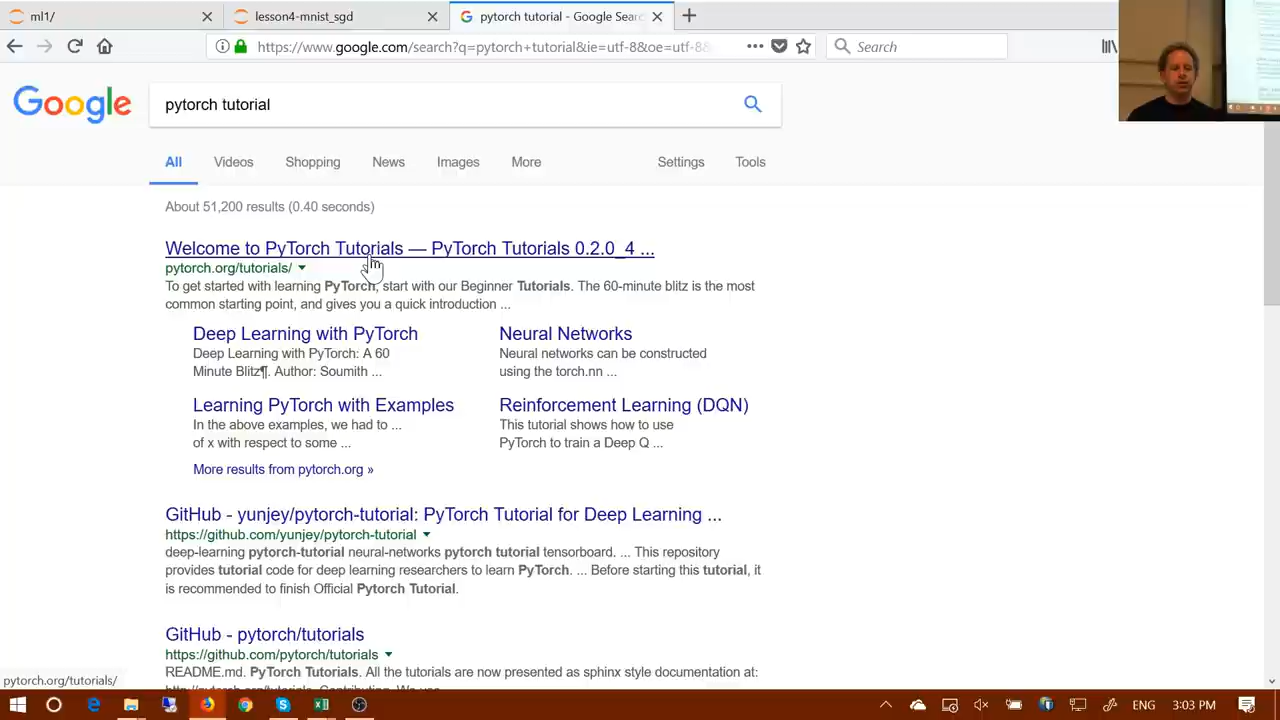 ml1/
lesson4-mnist_sgd
pytorch tutorial - Google Sear
https://www.google.com/search?q=pytorch+tutorial&ie=utf-8&oe=utf-8&
Search
Google
pytorch tutorial
All Videos Shopping News Images More Settings Tools
About 51,200 results (0.40 seconds)
Welcome to PyTorch Tutorials — PyTorch Tutorials 0.2.0_4 ...
pytorch.org/tutorials/
To get started with learning PyTorch, start with our Beginner Tutorials. The 60-minute blitz is the most
common starting point, and gives you a quick introduction ...
Deep Learning with PyTorch
Deep Learning with PyTorch: A 60
Minute Blitz¶. Author: Soumith ...
Neural Networks
Neural networks can be constructed
using the torch.nn ...
Learning PyTorch with Examples
In the above examples, we had to ...
of x with respect to some ...
Reinforcement Learning (DQN)
This tutorial shows how to use
PyTorch to train a Deep Q ...
More results from pytorch.org »
GitHub - yunjey/pytorch-tutorial: PyTorch Tutorial for Deep Learning ...
https://github.com/yunjey/pytorch-tutorial
deep-learning pytorch-tutorial neural-networks pytorch tutorial tensorboard. ... This repository
provides tutorial code for deep learning researchers to learn PyTorch. ... Before starting this tutorial, it
is recommended to finish Official Pytorch Tutorial.
GitHub - pytorch/tutorials
https://github.com/pytorch/tutorials
README.md. PyTorch Tutorials. All the tutorials are now presented as sphinx style documentation at:
pytorch.org/tutorials/
ENG 3:03 PM